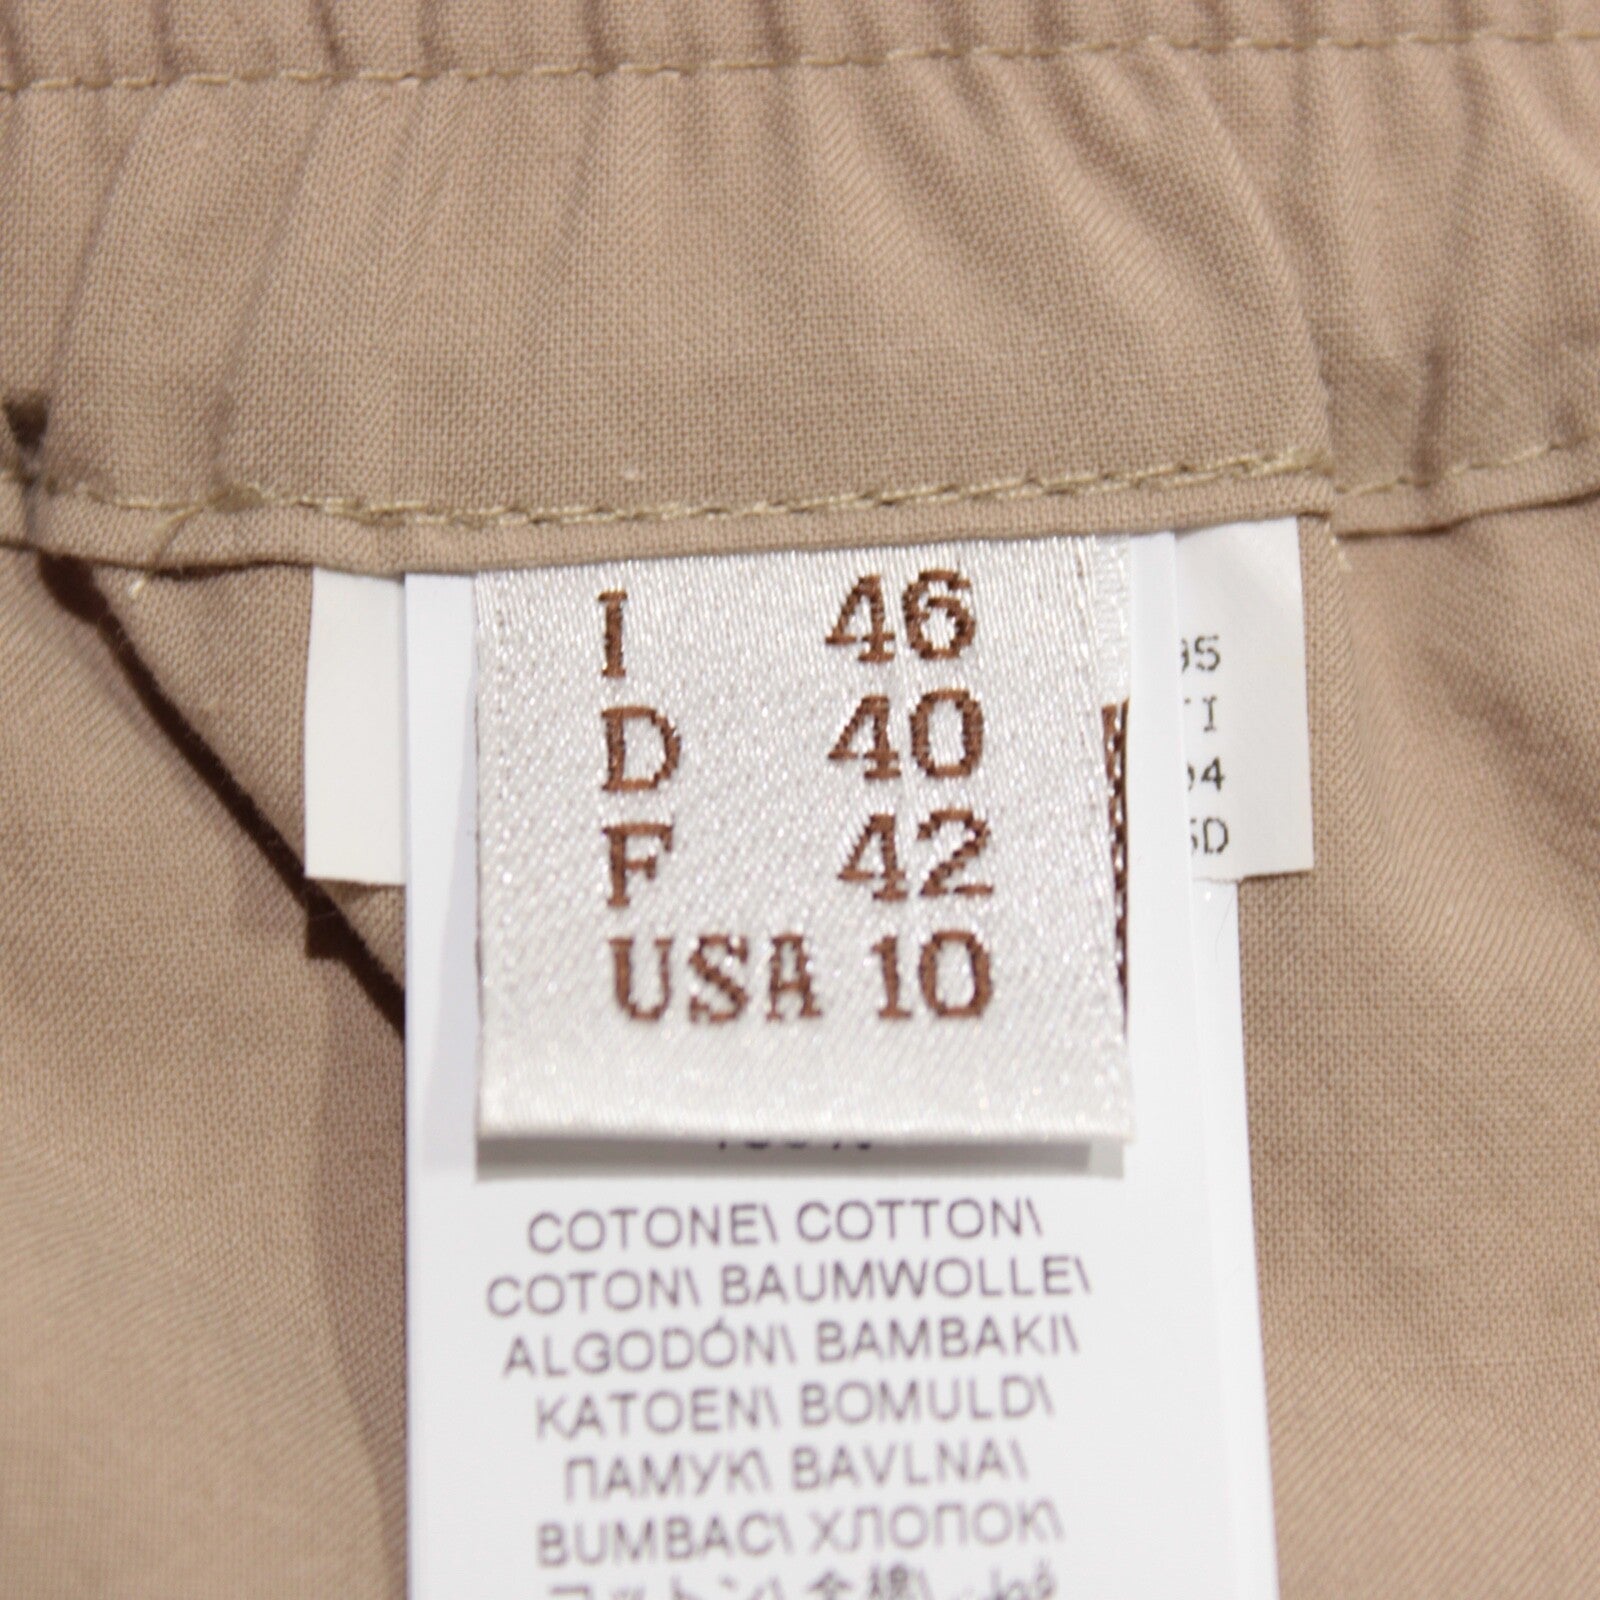 I 46
D 40
F 42
USA 10
COTONE\ COTTON\
COTON\ BAUMWOLLE\
ALGODÓN\ BAMBAKI\
KATOEN\ BOMULD\
ПАМУК\ BAVLNA\
BUMBAC\ ХЛОПОК\